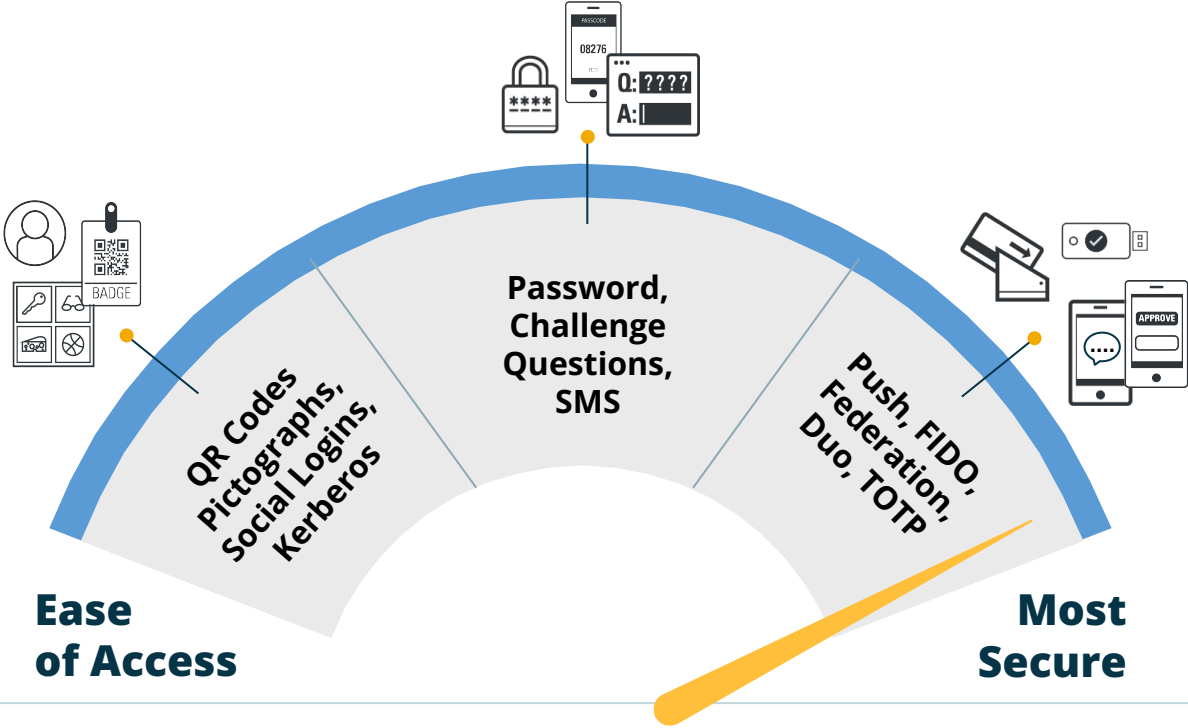 PASSCODE
08276
****
Q: ????
A:
BADGE
Password,
Challenge
Questions,
SMS
QR Codes
Pictographs,
Social Logins,
Kerberos
APPROVE
....
Push, FIDO,
Federation,
Duo, TOTP
Ease
of Access
Most
Secure